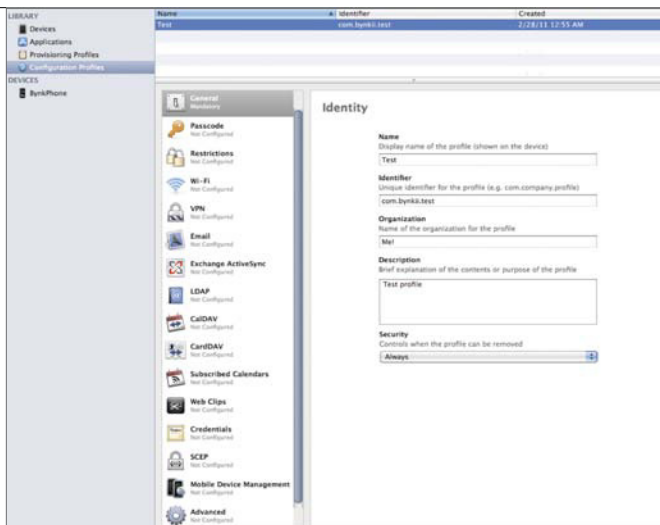 LIBRARY
Devices
Applications
Provisioning Profiles
Configuration Profiles
DEVICES
BynkPhone
Name Identifier Created
Test com.bynkii.test 2/28/11 12:55 AM
General
Mandatory
Passcode
Not Configured
Restrictions
Not Configured
Wi-Fi
Not Configured
VPN
Not Configured
Email
Not Configured
Exchange ActiveSync
Not Configured
LDAP
Not Configured
CalDAV
Not Configured
CardDAV
Not Configured
Subscribed Calendars
Not Configured
Web Clips
Not Configured
Credentials
Not Configured
SCEP
Not Configured
Mobile Device Management
Not Configured
Advanced
Not Configured
Identity
Name
Display name of the profile (shown on the device)
Test
Identifier
Unique identifier for the profile (e.g. com.company.profile)
com.bynkii.test
Organization
Name of the organization for the profile
Me!
Description
Brief explanation of the contents or purpose of the profile
Test profile
Security
Controls when the profile can be removed
Always